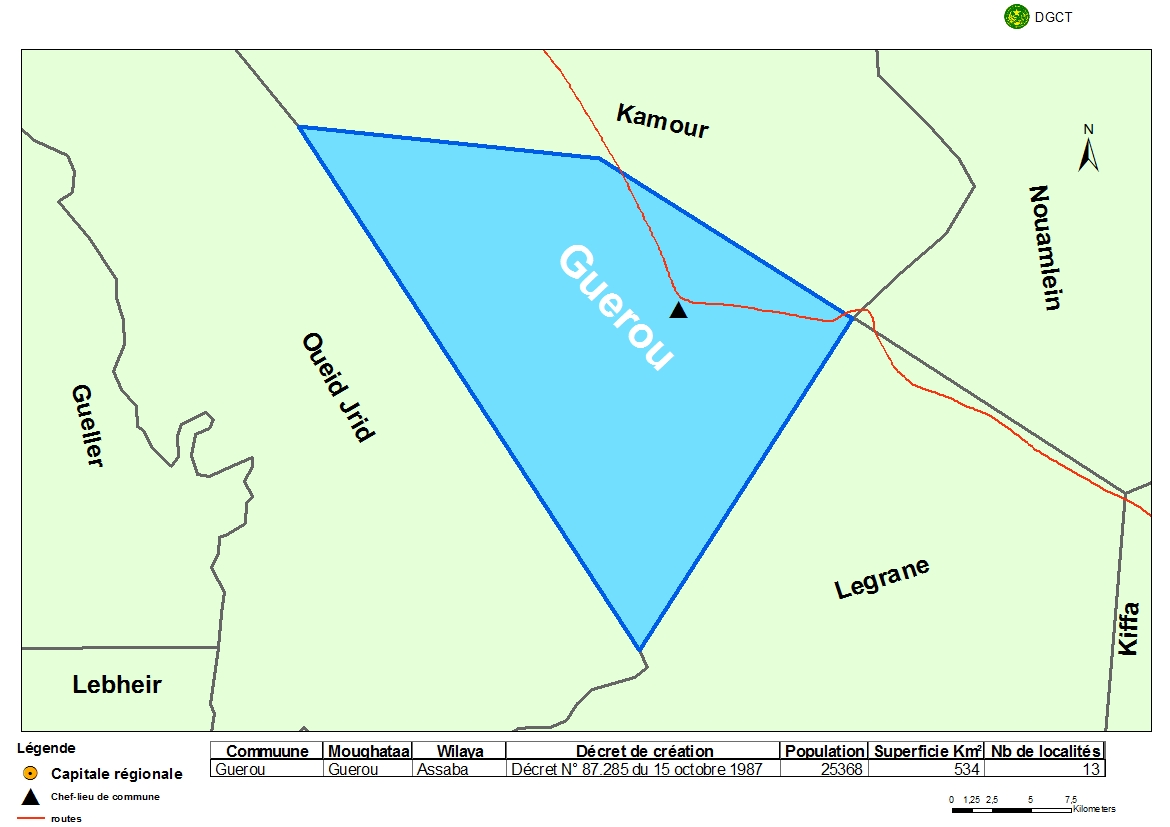 DGCT
Kamour
N
Nouamlein
Guerou
Oueid Jrid
Gueller
Legrane
Kiffa
Lebheir
Légende
Capitale régionale
Chef-lieu de commune
routes
Commuune Moughataa Wilaya Décret de création Population Superficie Km² Nb de localités
Guerou Guerou Assaba Décret N° 87.285 du 15 octobre 1987 25368 534 13
0 1,25 2,5 5 7,5
Kilometers